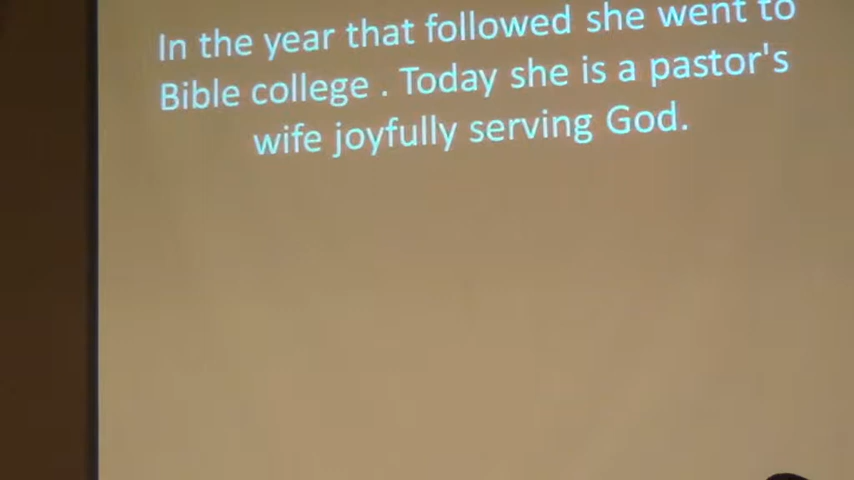 In the year that followed she went to
Bible college . Today she is a pastor's
wife joyfully serving God.